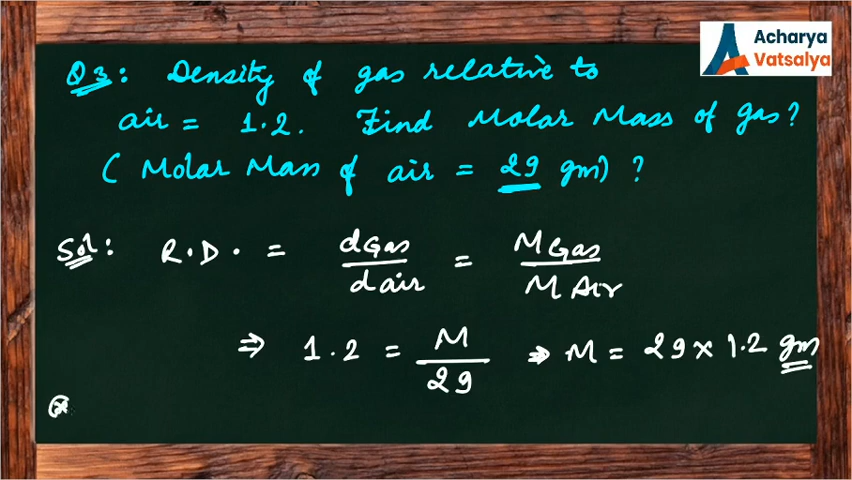 Acharya
Vatsalya
Q3: Density of gas relative to
air = 1.2. Find Molar Mass of gas?
( Molar Mass of air = 29 gm) ?
Sol: R.D. = dGas / dair = MGas / MAir
⇒ 1.2 = M / 29 ⇒ M = 29 × 1.2 gm